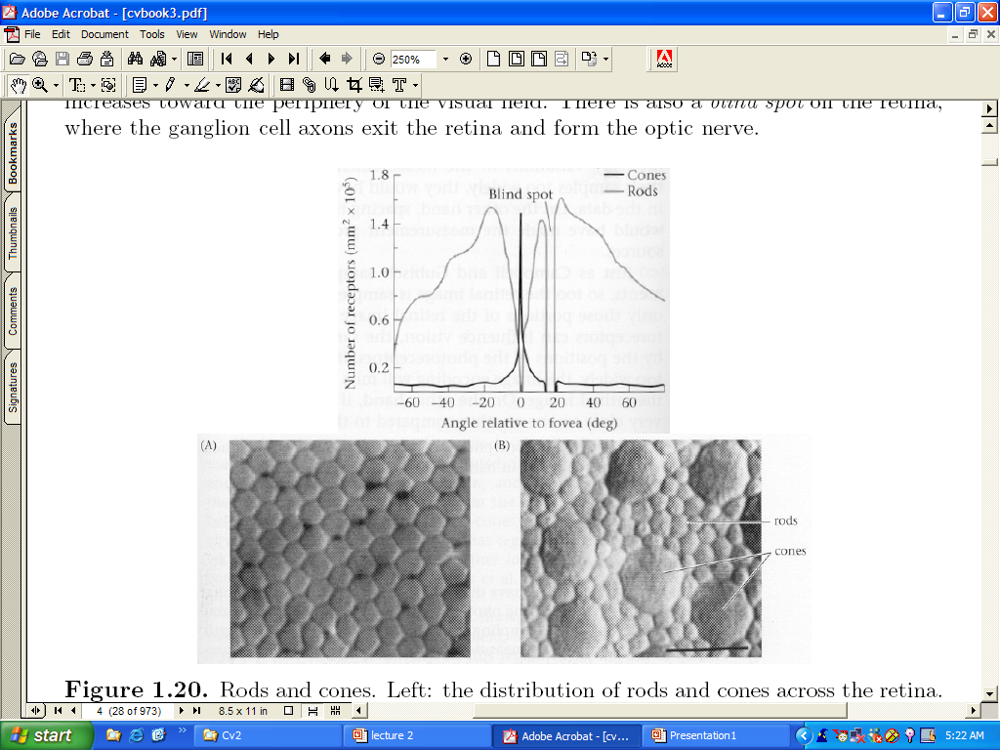 Adobe Acrobat - [cvbook3.pdf]
File Edit Document Tools View Window Help
250%
Adobe
Bookmarks
Thumbnails
Comments
Signatures
increases toward the periphery of the visual field. There is also a blind spot on the retina,
where the ganglion cell axons exit the retina and form the optic nerve.
Number of receptors (mm² × 10⁵)
1.8
1.4
1.0
0.6
0.2
Cones
Rods
Blind spot
−60 −40 −20 0 20 40 60
Angle relative to fovea (deg)
(A)
(B)
rods
cones
Figure 1.20. Rods and cones. Left: the distribution of rods and cones across the retina.
4 (28 of 973) 8.5 x 11 in
start Cv2 lecture 2 Adobe Acrobat - [cv... Presentation1 5:22 AM